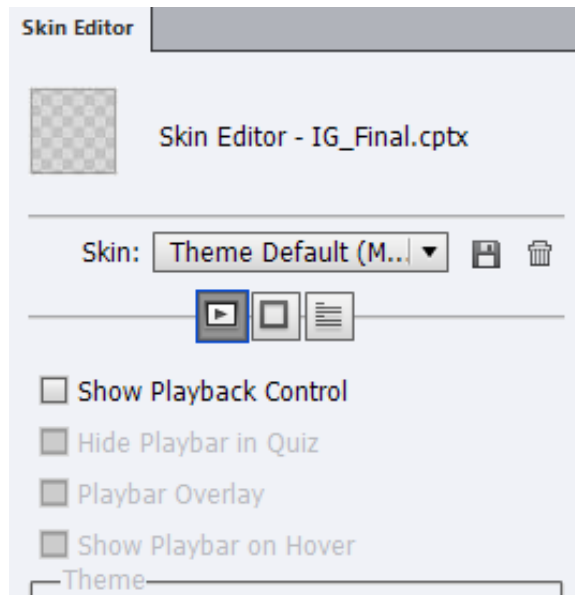 Skin Editor
Skin Editor - IG_Final.cptx
Skin: Theme Default (M...
Show Playback Control
Hide Playbar in Quiz
Playbar Overlay
Show Playbar on Hover
Theme